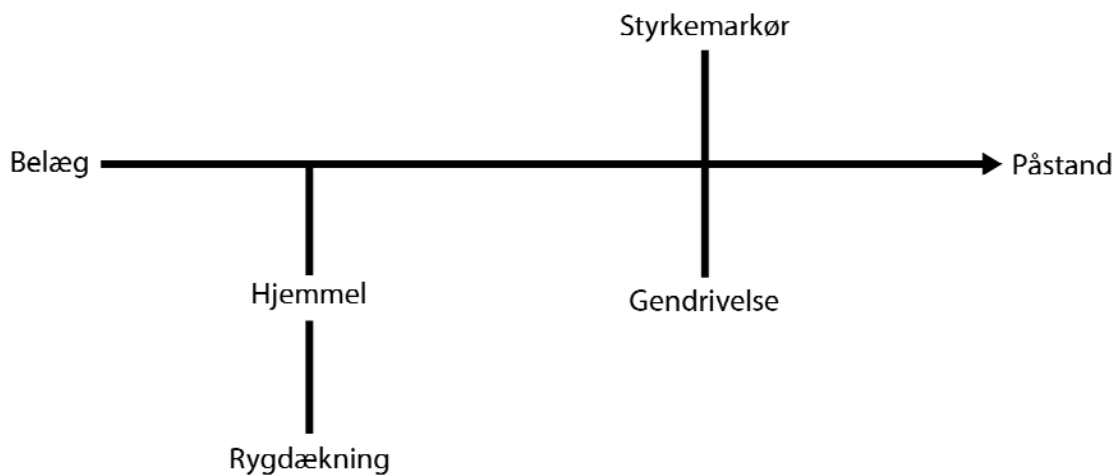 Styrkemarkør
Belæg
Påstand
Hjemmel
Gendrivelse
Rygdækning